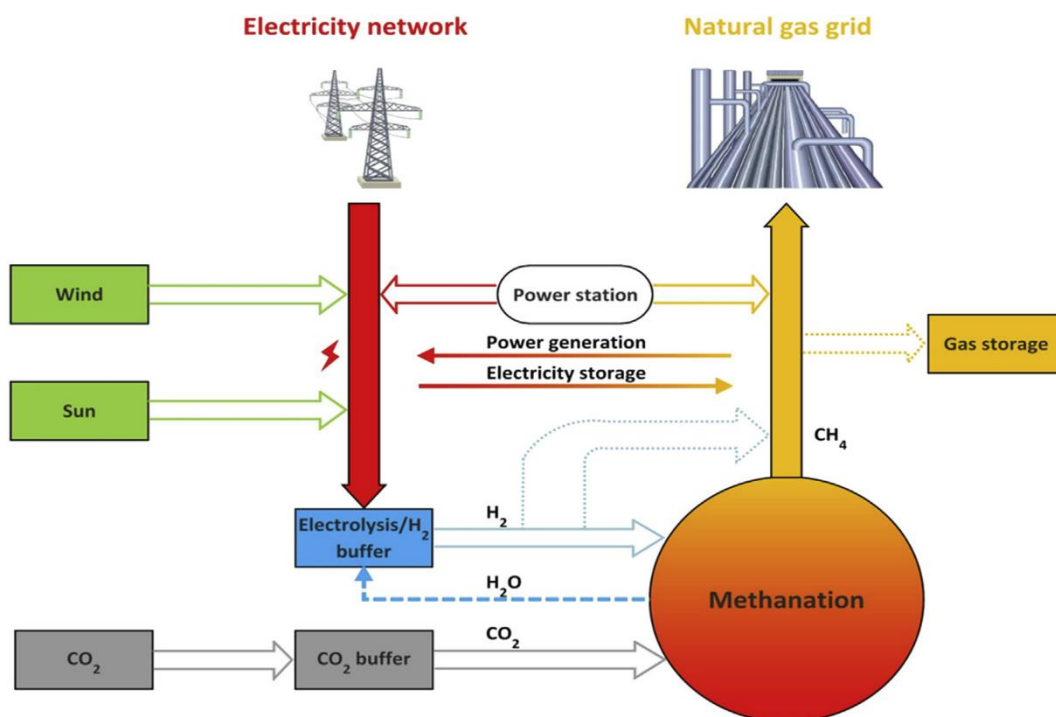 Electricity network
Natural gas grid
Wind
Power station
Power generation
Gas storage
Electricity storage
Sun
CH₄
H₂
Electrolysis/H₂
buffer
H₂O
Methanation
CO₂
CO₂
CO₂ buffer